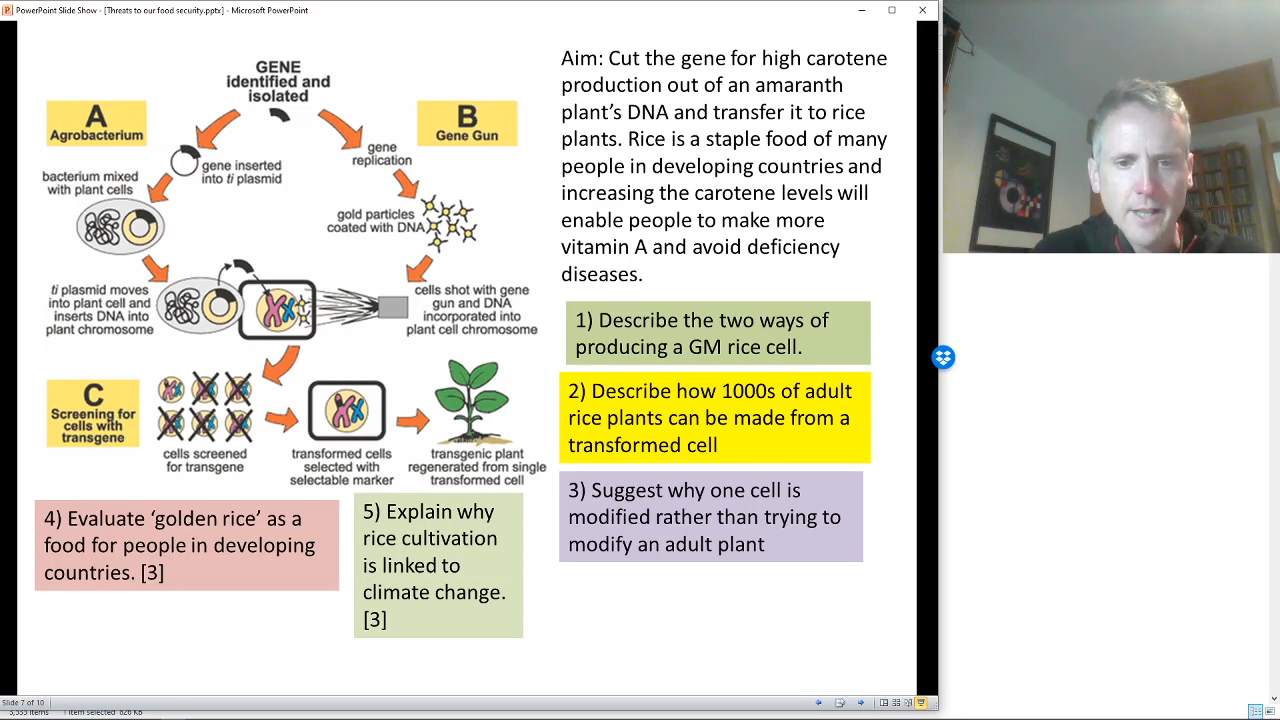 PowerPoint Slide Show - [Threats to our food security.pptx] - Microsoft PowerPoint
GENE
identified and
isolated
A
Agrobacterium
B
Gene Gun
gene inserted
into ti plasmid
gene
replication
bacterium mixed
with plant cells
gold particles
coated with DNA
ti plasmid moves
into plant cell and
inserts DNA into
plant chromosome
cells shot with gene
gun and DNA
incorporated into
plant cell chromosome
C
Screening for
cells with
transgene
cells screened
for transgene
transformed cells
selected with
selectable marker
transgenic plant
regenerated from single
transformed cell
Aim: Cut the gene for high carotene
production out of an amaranth
plant's DNA and transfer it to rice
plants. Rice is a staple food of many
people in developing countries and
increasing the carotene levels will
enable people to make more
vitamin A and avoid deficiency
diseases.
1) Describe the two ways of
producing a GM rice cell.
2) Describe how 1000s of adult
rice plants can be made from a
transformed cell
3) Suggest why one cell is
modified rather than trying to
modify an adult plant
4) Evaluate 'golden rice' as a
food for people in developing
countries. [3]
5) Explain why
rice cultivation
is linked to
climate change.
[3]
Slide 7 of 10